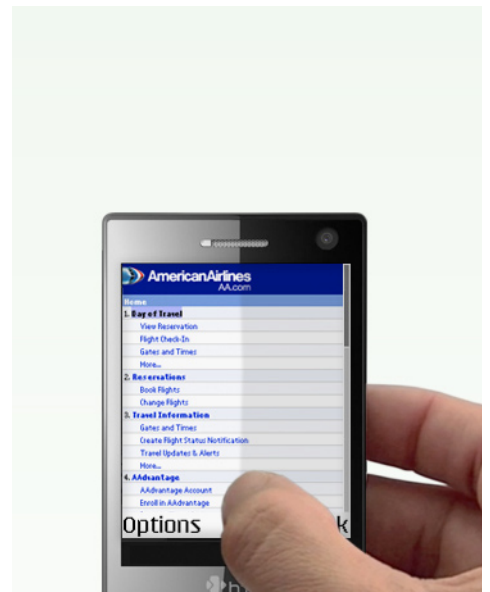 AmericanAirlines
AA.com
Home
1. Day of Travel
View Reservation
Flight Check-In
Gates and Times
More...
2. Reservations
Book Flights
Change Flights
3. Travel Information
Gates and Times
Create Flight Status Notification
Travel Updates & Alerts
More...
4. AAdvantage
AAdvantage Account
Enroll in AAdvantage
Options k